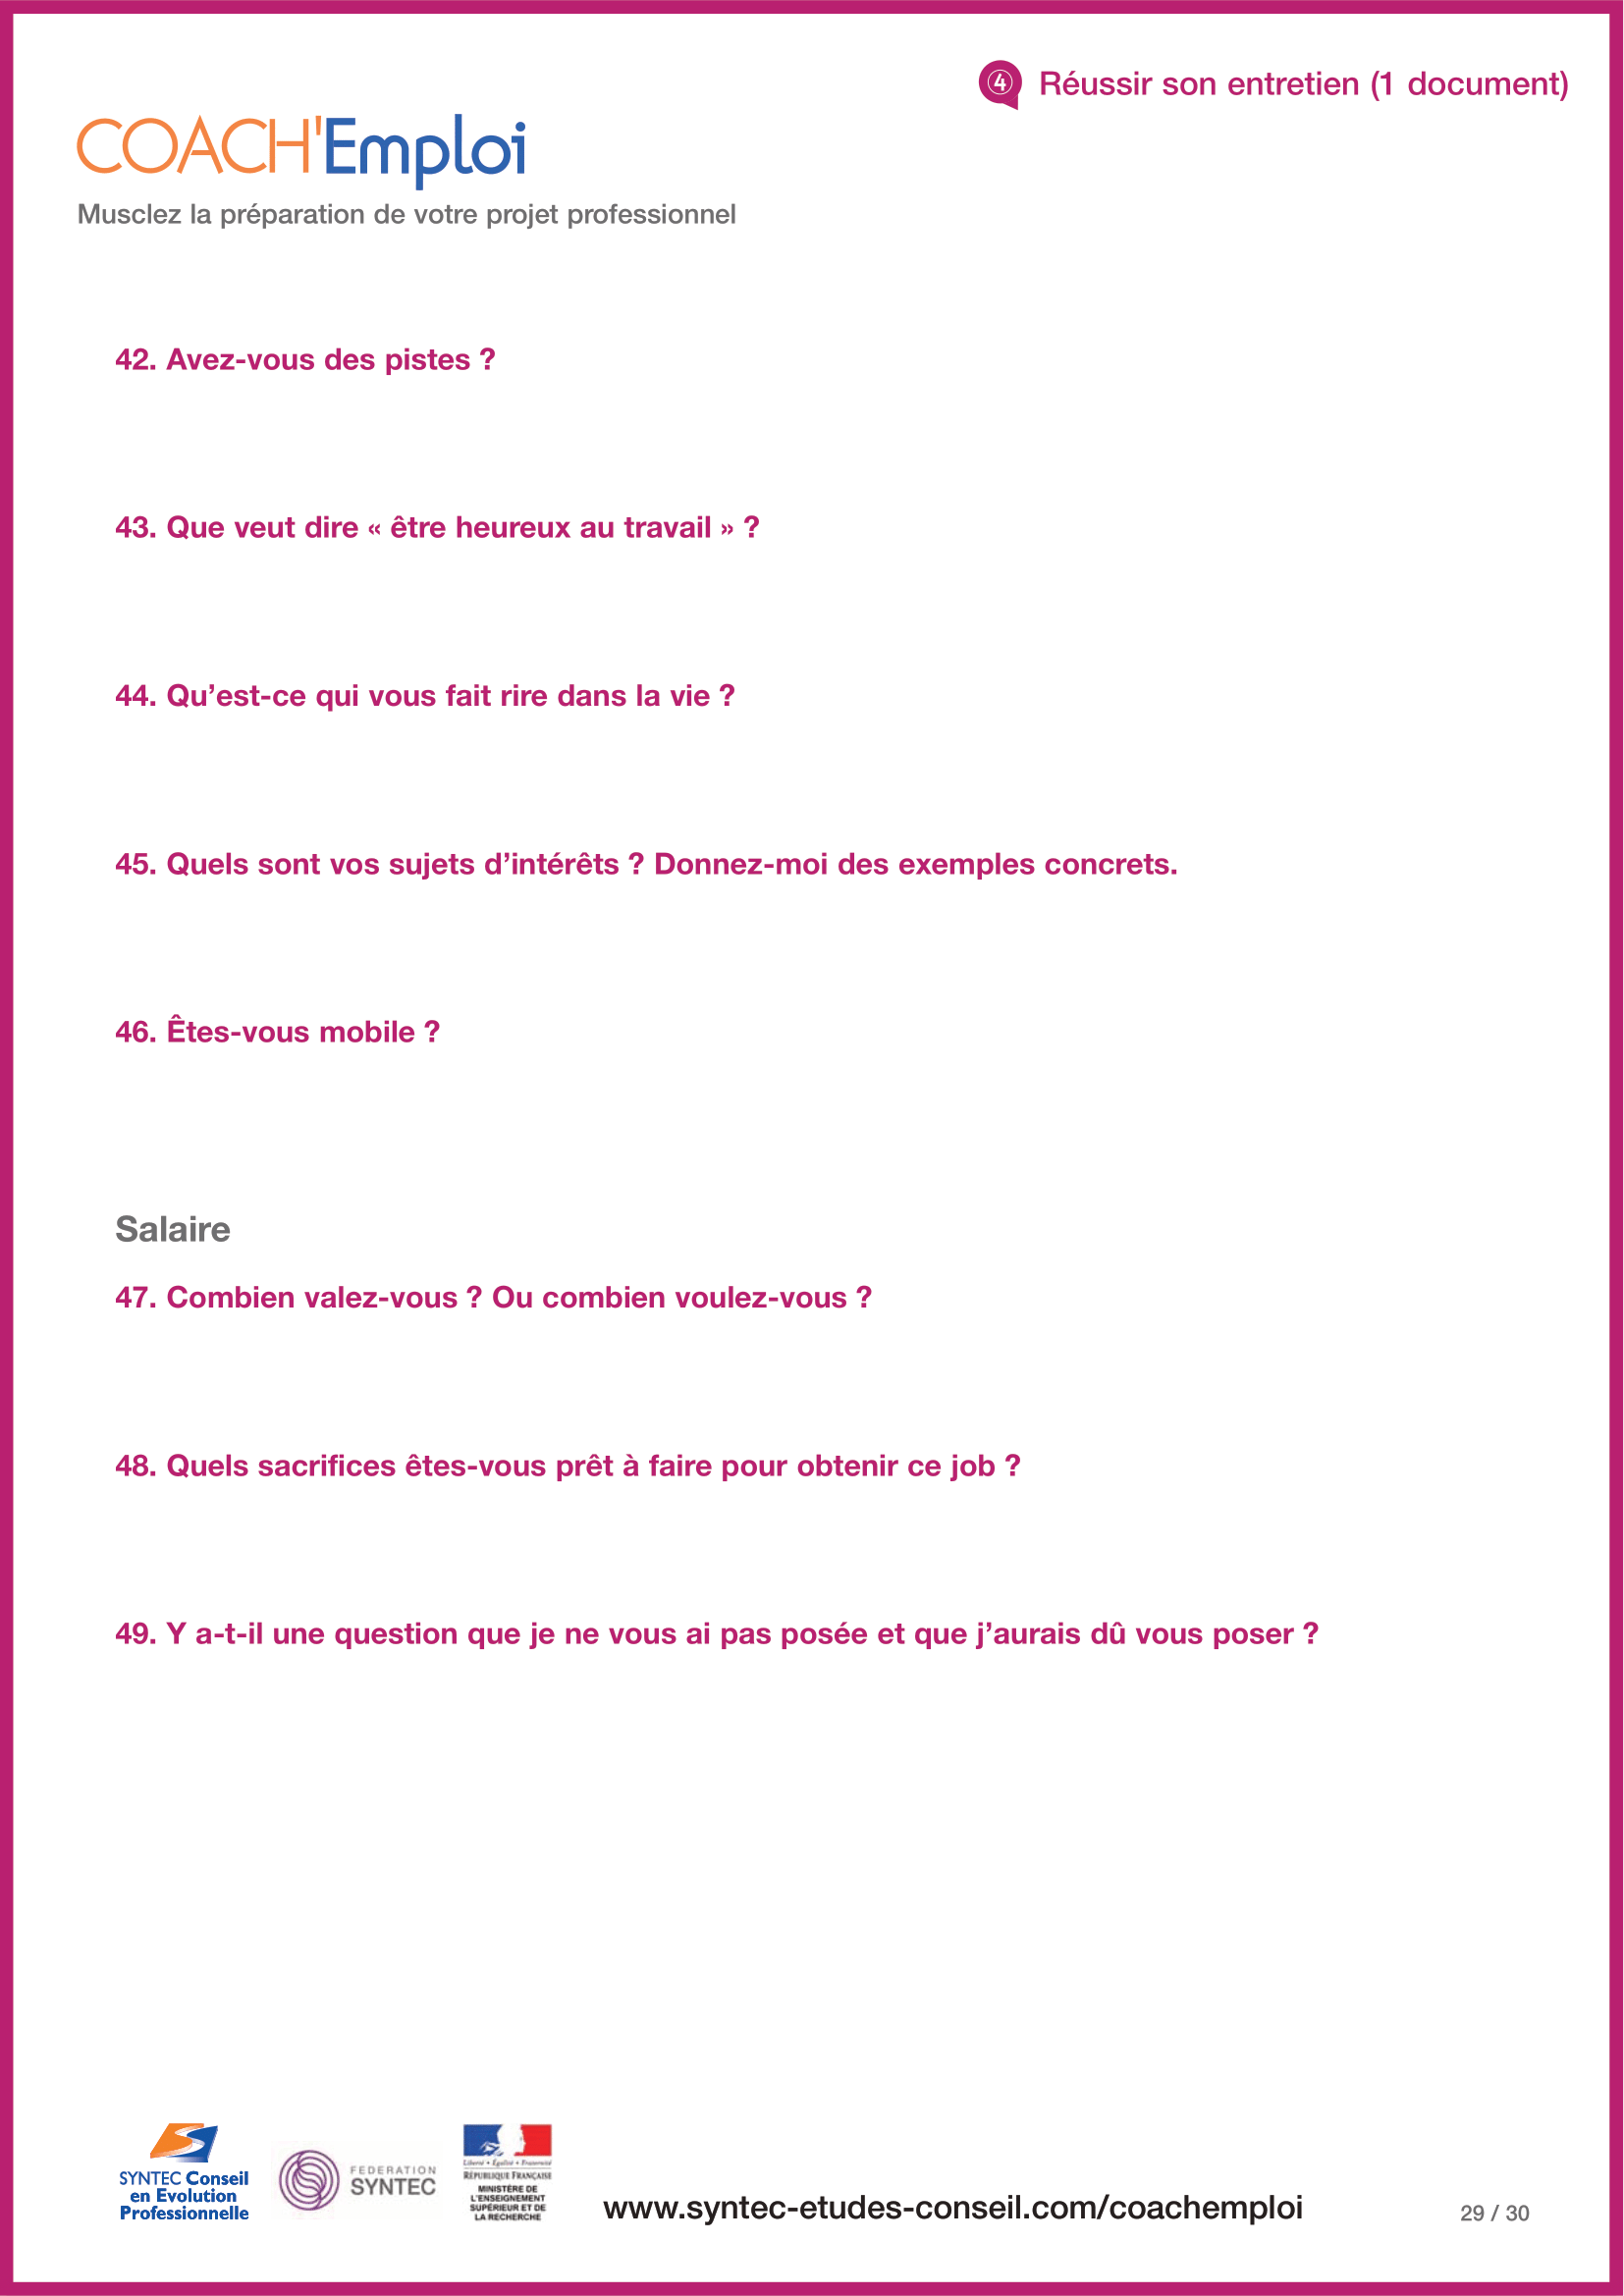 4 Réussir son entretien (1 document)
COACH'Emploi
Musclez la préparation de votre projet professionnel
42. Avez-vous des pistes ?
43. Que veut dire « être heureux au travail » ?
44. Qu’est-ce qui vous fait rire dans la vie ?
45. Quels sont vos sujets d’intérêts ? Donnez-moi des exemples concrets.
46. Êtes-vous mobile ?
Salaire
47. Combien valez-vous ? Ou combien voulez-vous ?
48. Quels sacrifices êtes-vous prêt à faire pour obtenir ce job ?
49. Y a-t-il une question que je ne vous ai pas posée et que j’aurais dû vous poser ?
SYNTEC Conseil
en Evolution
Professionnelle
FEDERATION
SYNTEC
Liberté • Égalité • Fraternité
RÉPUBLIQUE FRANÇAISE
MINISTÈRE DE
L'ENSEIGNEMENT
SUPÉRIEUR ET DE
LA RECHERCHE
www.syntec-etudes-conseil.com/coachemploi
29 / 30